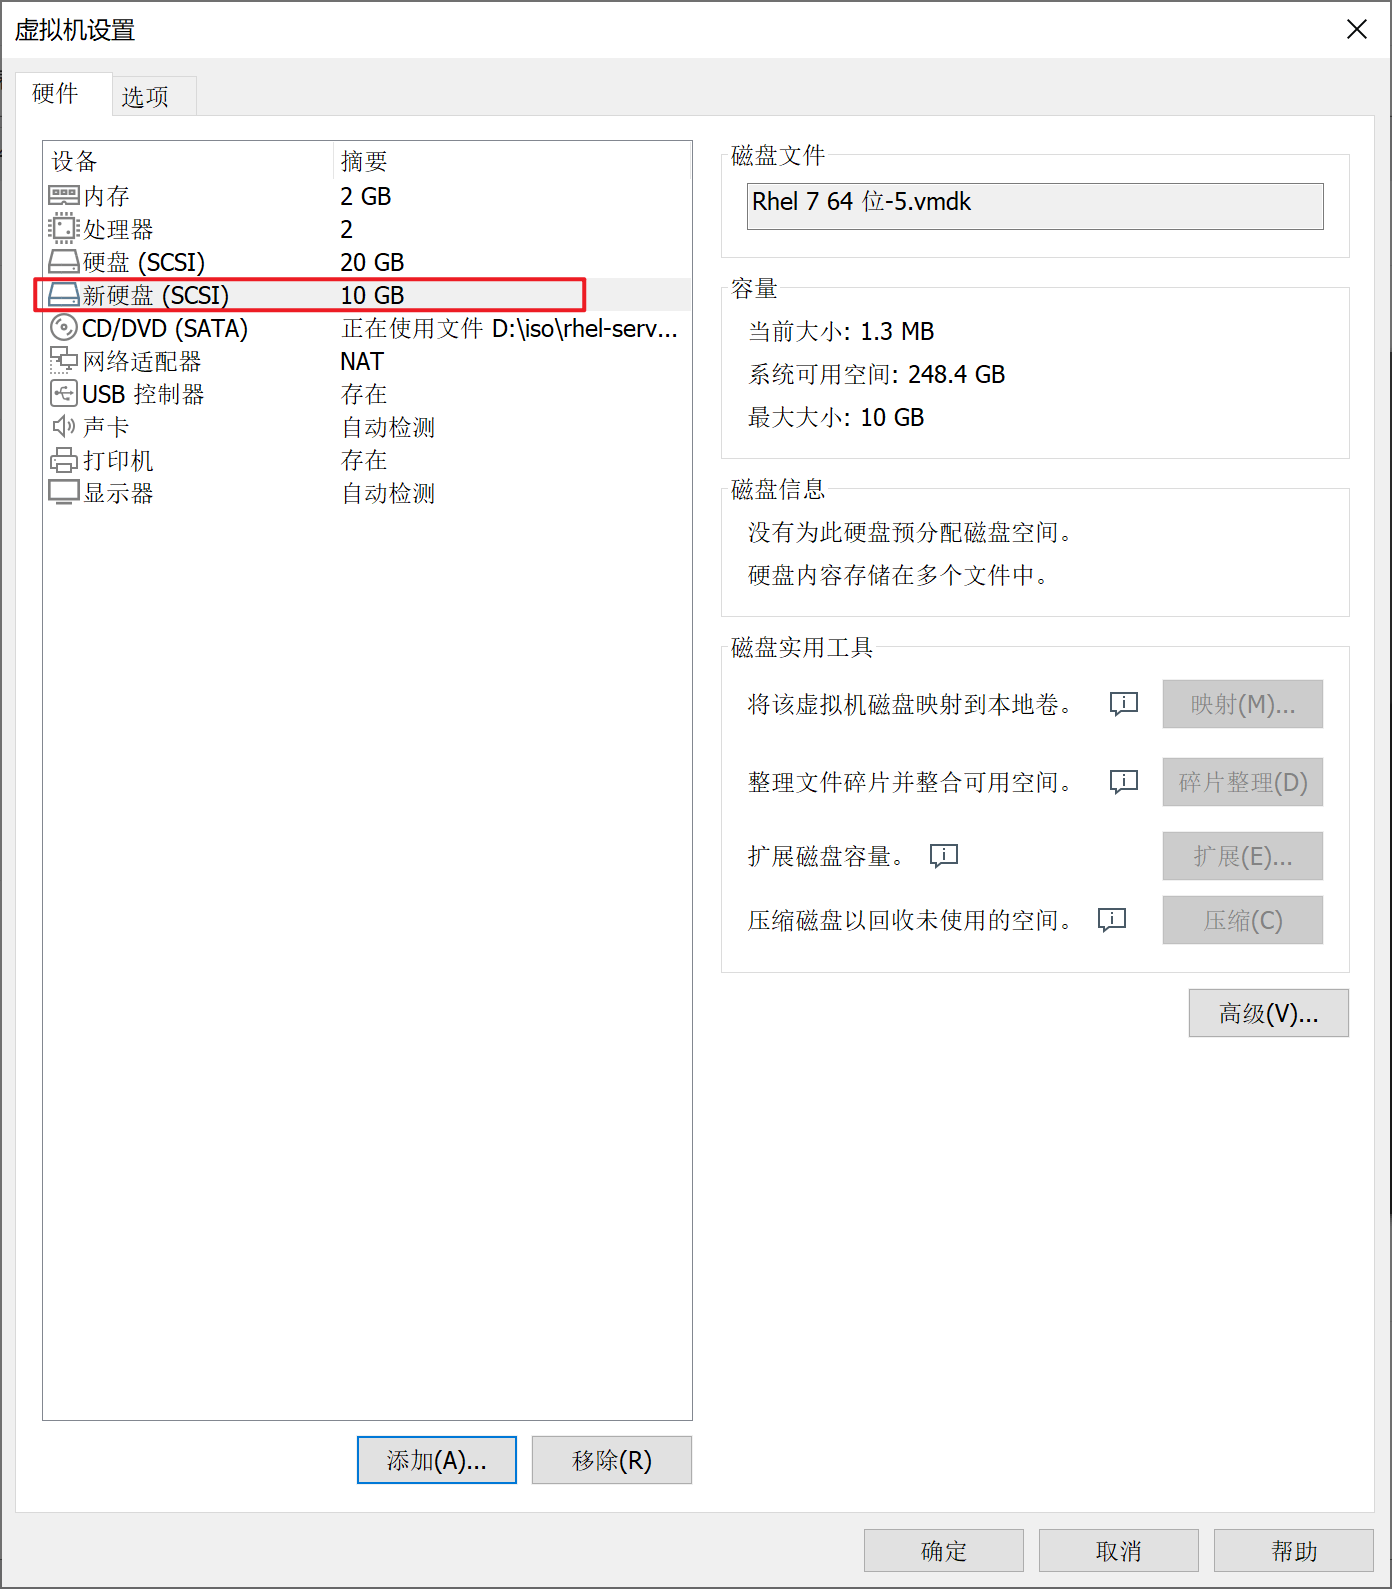 虚拟机设置
硬件
选项
设备 摘要
内存 2 GB
处理器 2
硬盘 (SCSI) 20 GB
新硬盘 (SCSI) 10 GB
CD/DVD (SATA) 正在使用文件 D:\iso\rhel-serv...
网络适配器 NAT
USB 控制器 存在
声卡 自动检测
打印机 存在
显示器 自动检测
添加(A)...
移除(R)
磁盘文件
Rhel 7 64 位-5.vmdk
容量
当前大小: 1.3 MB
系统可用空间: 248.4 GB
最大大小: 10 GB
磁盘信息
没有为此硬盘预分配磁盘空间。
硬盘内容存储在多个文件中。
磁盘实用工具
将该虚拟机磁盘映射到本地卷。 映射(M)...
整理文件碎片并整合可用空间。 碎片整理(D)
扩展磁盘容量。 扩展(E)...
压缩磁盘以回收未使用的空间。 压缩(C)
高级(V)...
确定
取消
帮助